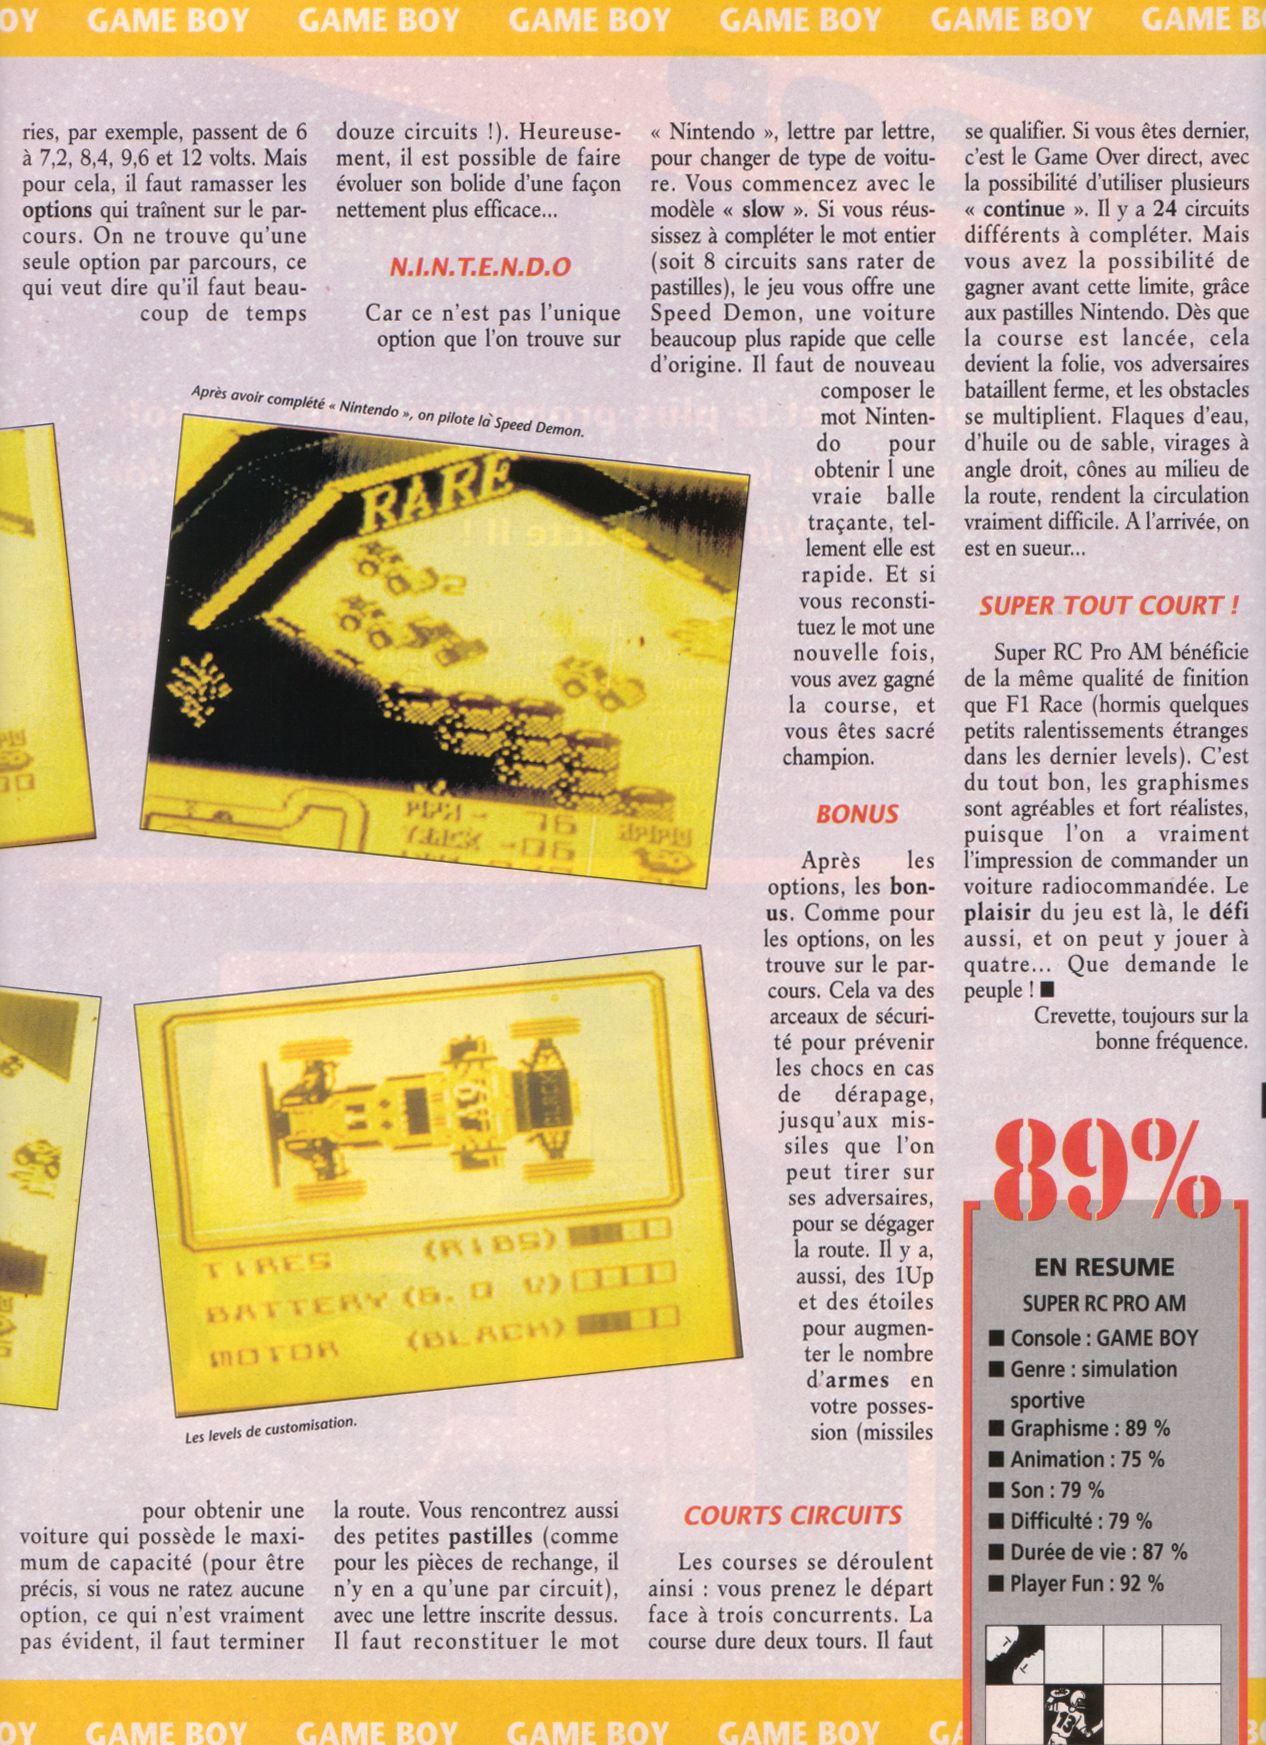 OY GAME BOY GAME BOY GAME BOY GAME BOY GAME BOY GAME B
ries, par exemple, passent de 6
à 7,2, 8,4, 9,6 et 12 volts. Mais
pour cela, il faut ramasser les
options qui traînent sur le par-
cours. On ne trouve qu'une
seule option par parcours, ce
qui veut dire qu'il faut beau-
coup de temps
pour obtenir une
voiture qui possède le maxi-
mum de capacité (pour être
précis, si vous ne ratez aucune
option, ce qui n'est vraiment
pas évident, il faut terminer
douze circuits !). Heureuse-
ment, il est possible de faire
évoluer son bolide d'une façon
nettement plus efficace...
N.I.N.T.E.N.D.O
Car ce n'est pas l'unique
option que l'on trouve sur
la route. Vous rencontrez aussi
des petites pastilles (comme
pour les pièces de rechange, il
n'y en a qu'une par circuit),
avec une lettre inscrite dessus.
Il faut reconstituer le mot
« Nintendo », lettre par lettre,
pour changer de type de voitu-
re. Vous commencez avec le
modèle « slow ». Si vous réus-
sissez à compléter le mot entier
(soit 8 circuits sans rater de
pastilles), le jeu vous offre une
Speed Demon, une voiture
beaucoup plus rapide que celle
d'origine. Il faut de nouveau
composer le
mot Ninten-
do pour
obtenir l une
vraie balle
traçante, tel-
lement elle est
rapide. Et si
vous reconsti-
tuez le mot une
nouvelle fois,
vous avez gagné
la course, et
vous êtes sacré
champion.
BONUS
Après les
options, les bon-
us. Comme pour
les options, on les
trouve sur le par-
cours. Cela va des
arceaux de sécuri-
té pour prévenir
les chocs en cas
de dérapage,
jusqu'aux mis-
siles que l'on
peut tirer sur
ses adversaires,
pour se dégager
la route. Il y a,
aussi, des 1Up
et des étoiles
pour augmen-
ter le nombre
d'armes en
votre posses-
sion (missiles
COURTS CIRCUITS
Les courses se déroulent
ainsi : vous prenez le départ
face à trois concurrents. La
course dure deux tours. Il faut
se qualifier. Si vous êtes dernier,
c'est le Game Over direct, avec
la possibilité d'utiliser plusieurs
« continue ». Il y a 24 circuits
différents à compléter. Mais
vous avez la possibilité de
gagner avant cette limite, grâce
aux pastilles Nintendo. Dès que
la course est lancée, cela
devient la folie, vos adversaires
bataillent ferme, et les obstacles
se multiplient. Flaques d'eau,
d'huile ou de sable, virages à
angle droit, cônes au milieu de
la route, rendent la circulation
vraiment difficile. A l'arrivée, on
est en sueur...
SUPER TOUT COURT !
Super RC Pro AM bénéficie
de la même qualité de finition
que F1 Race (hormis quelques
petits ralentissements étranges
dans les dernier levels). C'est
du tout bon, les graphismes
sont agréables et fort réalistes,
puisque l'on a vraiment
l'impression de commander un
voiture radiocommandée. Le
plaisir du jeu est là, le défi
aussi, et on peut y jouer à
quatre... Que demande le
peuple ! ■
Crevette, toujours sur la
bonne fréquence.
Après avoir complété « Nintendo », on pilote la Speed Demon.
RARE
2
76
-06
TIRES (RIBS)
BATTERY (6.0 V)
MOTOR (BLACK)
Les levels de customisation.
89%
EN RESUME
SUPER RC PRO AM
■ Console : GAME BOY
■ Genre : simulation
sportive
■ Graphisme : 89 %
■ Animation : 75 %
■ Son : 79 %
■ Difficulté : 79 %
■ Durée de vie : 87 %
■ Player Fun : 92 %
OY GAME BOY GAME BOY GAME BOY GAME BOY